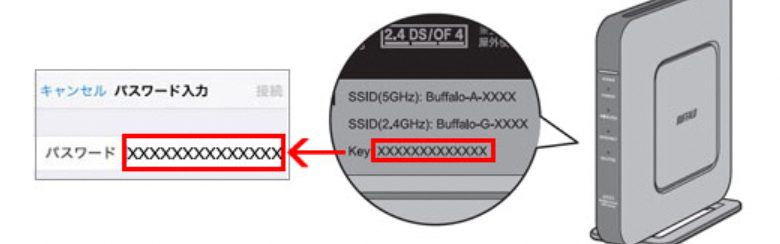 キャンセル パスワード入力 接続
パスワード XXXXXXXXXXXXXX
2.4 DS/OF 4
SSID(5GHz): Buffalo-A-XXXX
SSID(2.4GHz): Buffalo-G-XXXX
Key XXXXXXXXXXXXX
BUFFALO